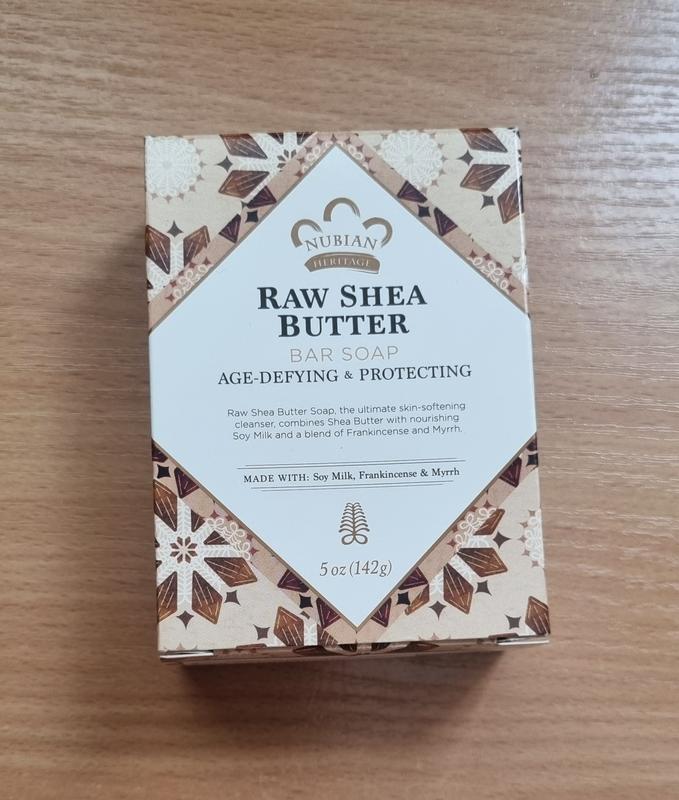 NUBIAN
HERITAGE
RAW SHEA
BUTTER
BAR SOAP
AGE-DEFYING & PROTECTING
Raw Shea Butter Soap, the ultimate skin-softening
cleanser, combines Shea Butter with nourishing
Soy Milk and a blend of Frankincense and Myrrh.
MADE WITH: Soy Milk, Frankincense & Myrrh
5 oz (142g)